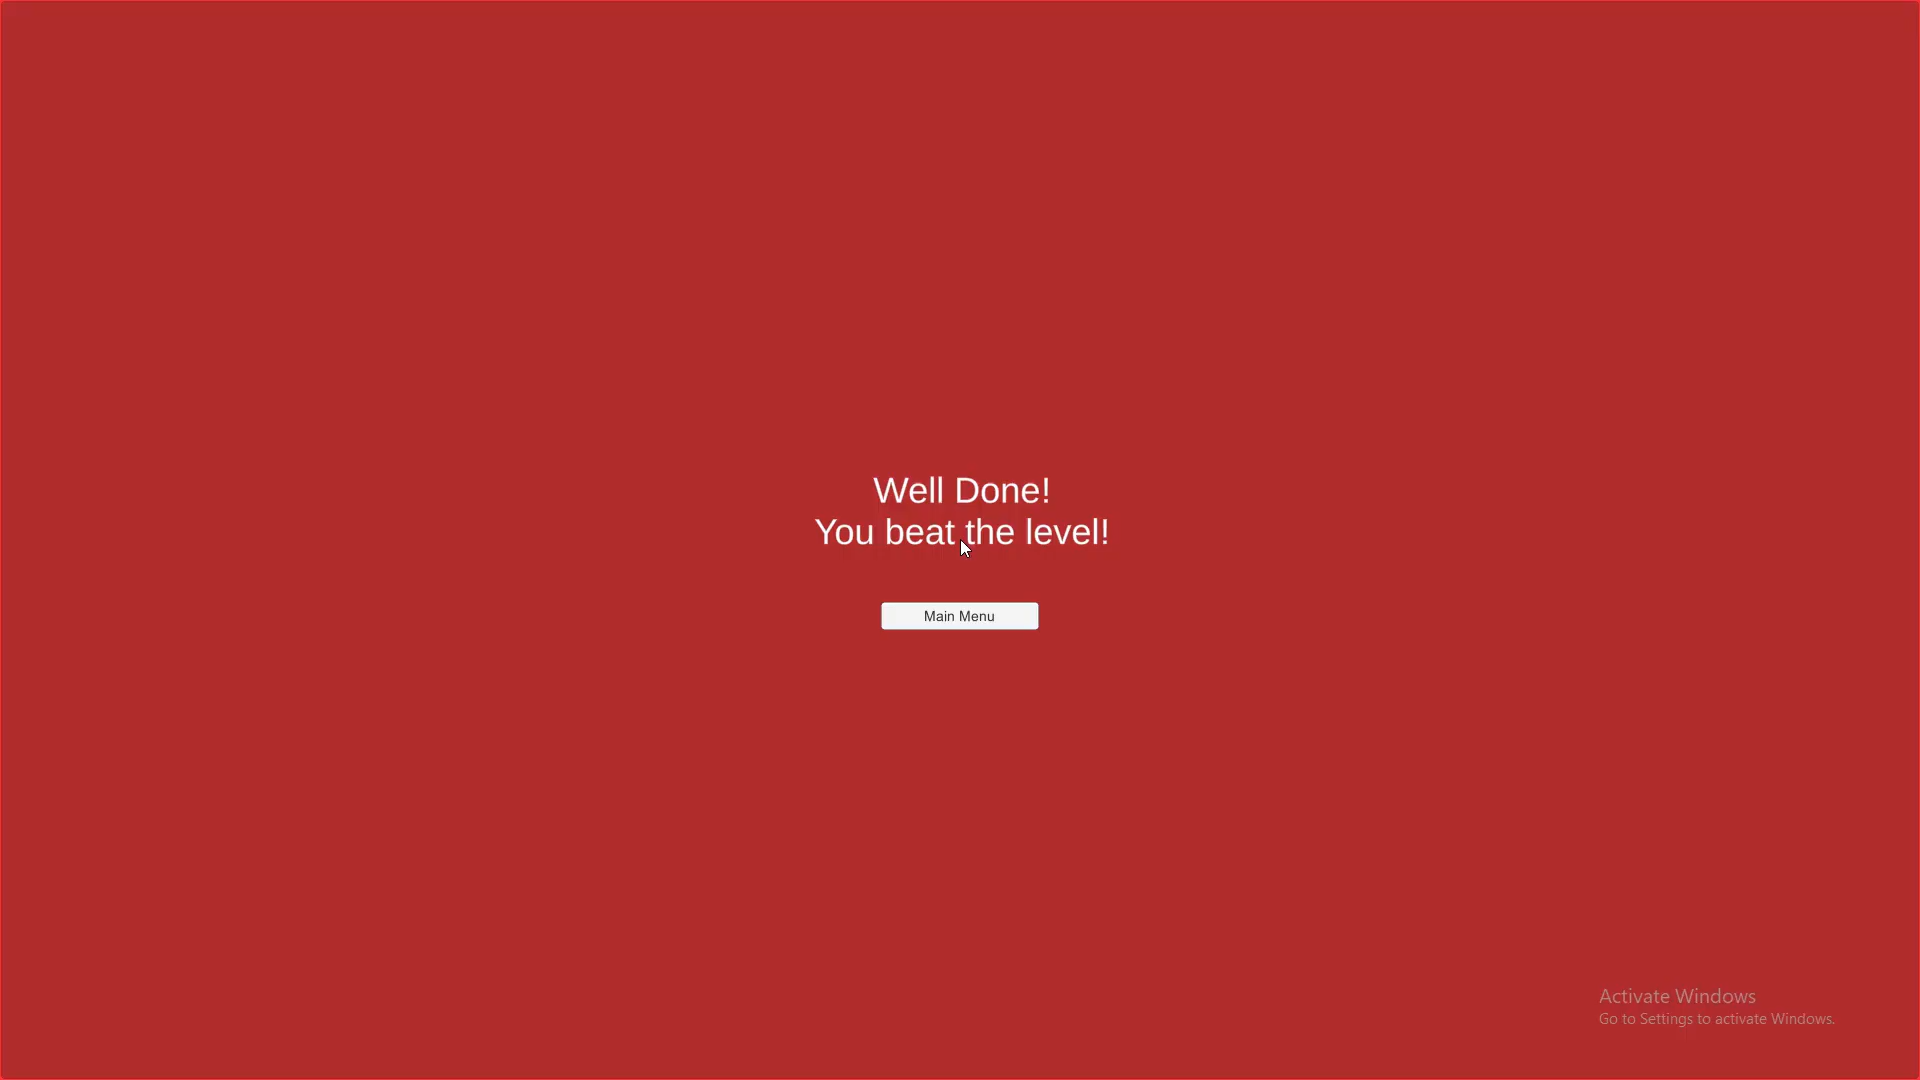 Well Done!
You beat the level!
Main Menu
Activate Windows
Go to Settings to activate Windows.